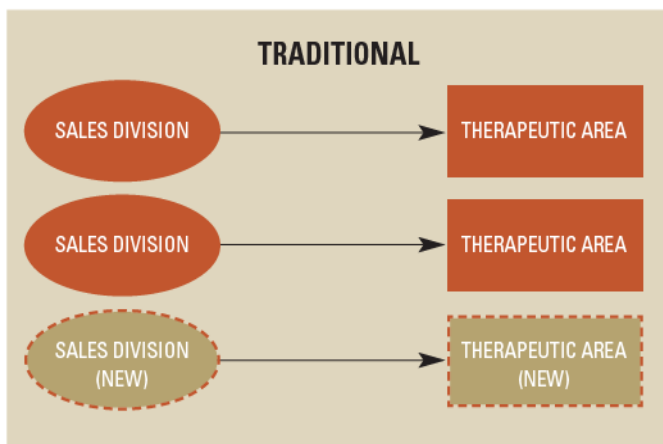 TRADITIONAL
SALES DIVISION
THERAPEUTIC AREA
SALES DIVISION
THERAPEUTIC AREA
SALES DIVISION
(NEW)
THERAPEUTIC AREA
(NEW)